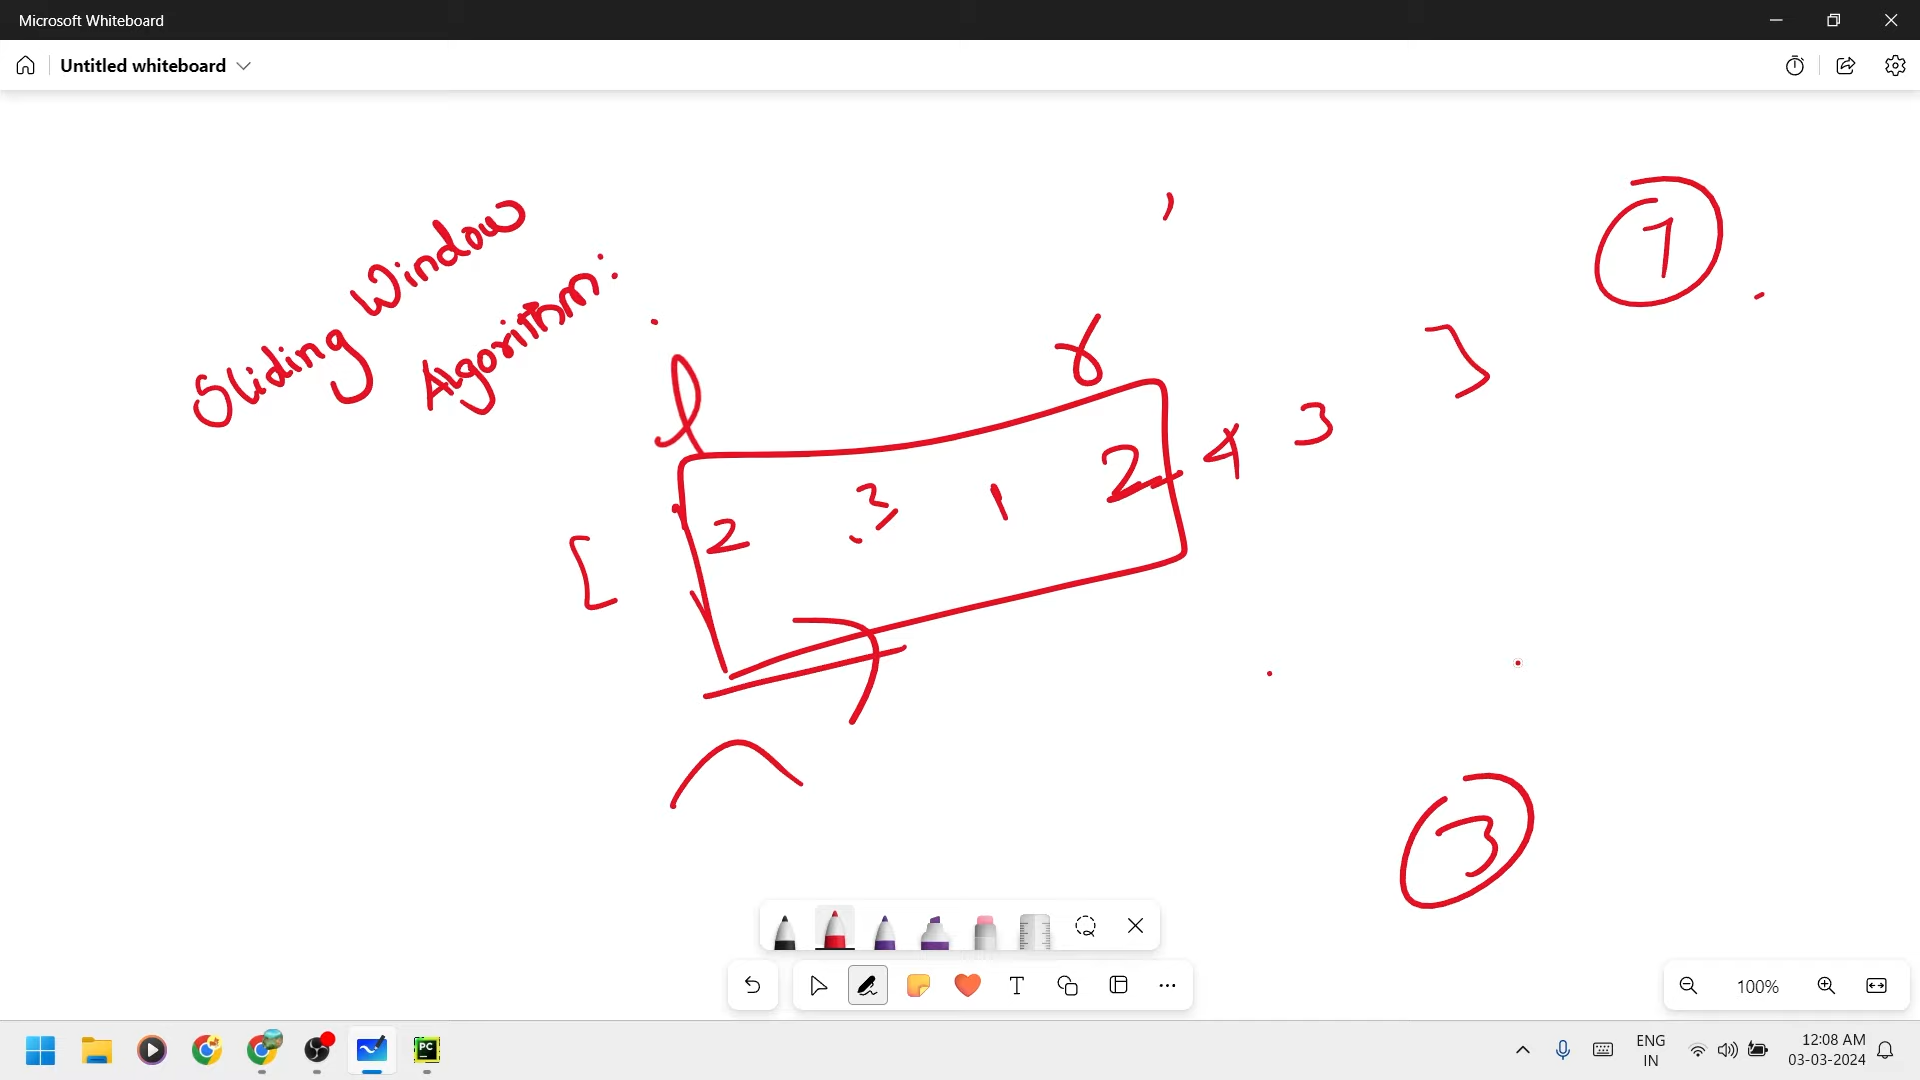 Microsoft Whiteboard
Untitled whiteboard
Sliding Window
Algorithm:
l
r
7
[ 2 3 1 2 4 3 ]
3
100%
PC
ENG
IN
12:08 AM
03-03-2024